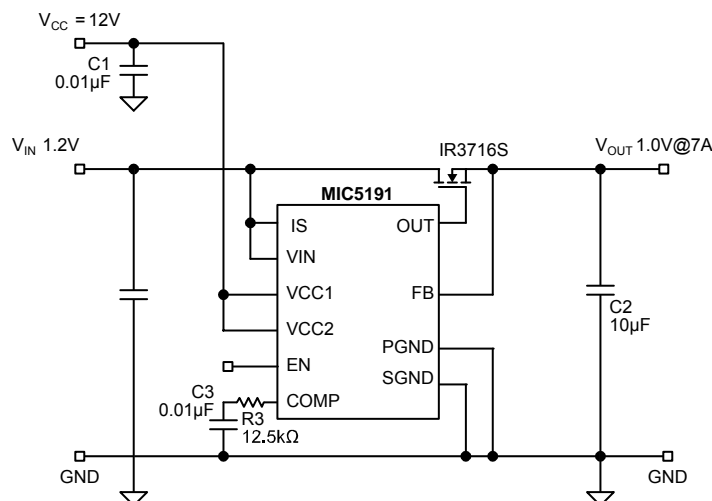 VCC = 12V
C1
0.01µF
VIN 1.2V
IR3716S
VOUT 1.0V@7A
MIC5191
IS
OUT
VIN
VCC1
FB
VCC2
C2
10µF
PGND
EN
SGND
C3
0.01µF
COMP
R3
12.5kΩ
GND
GND